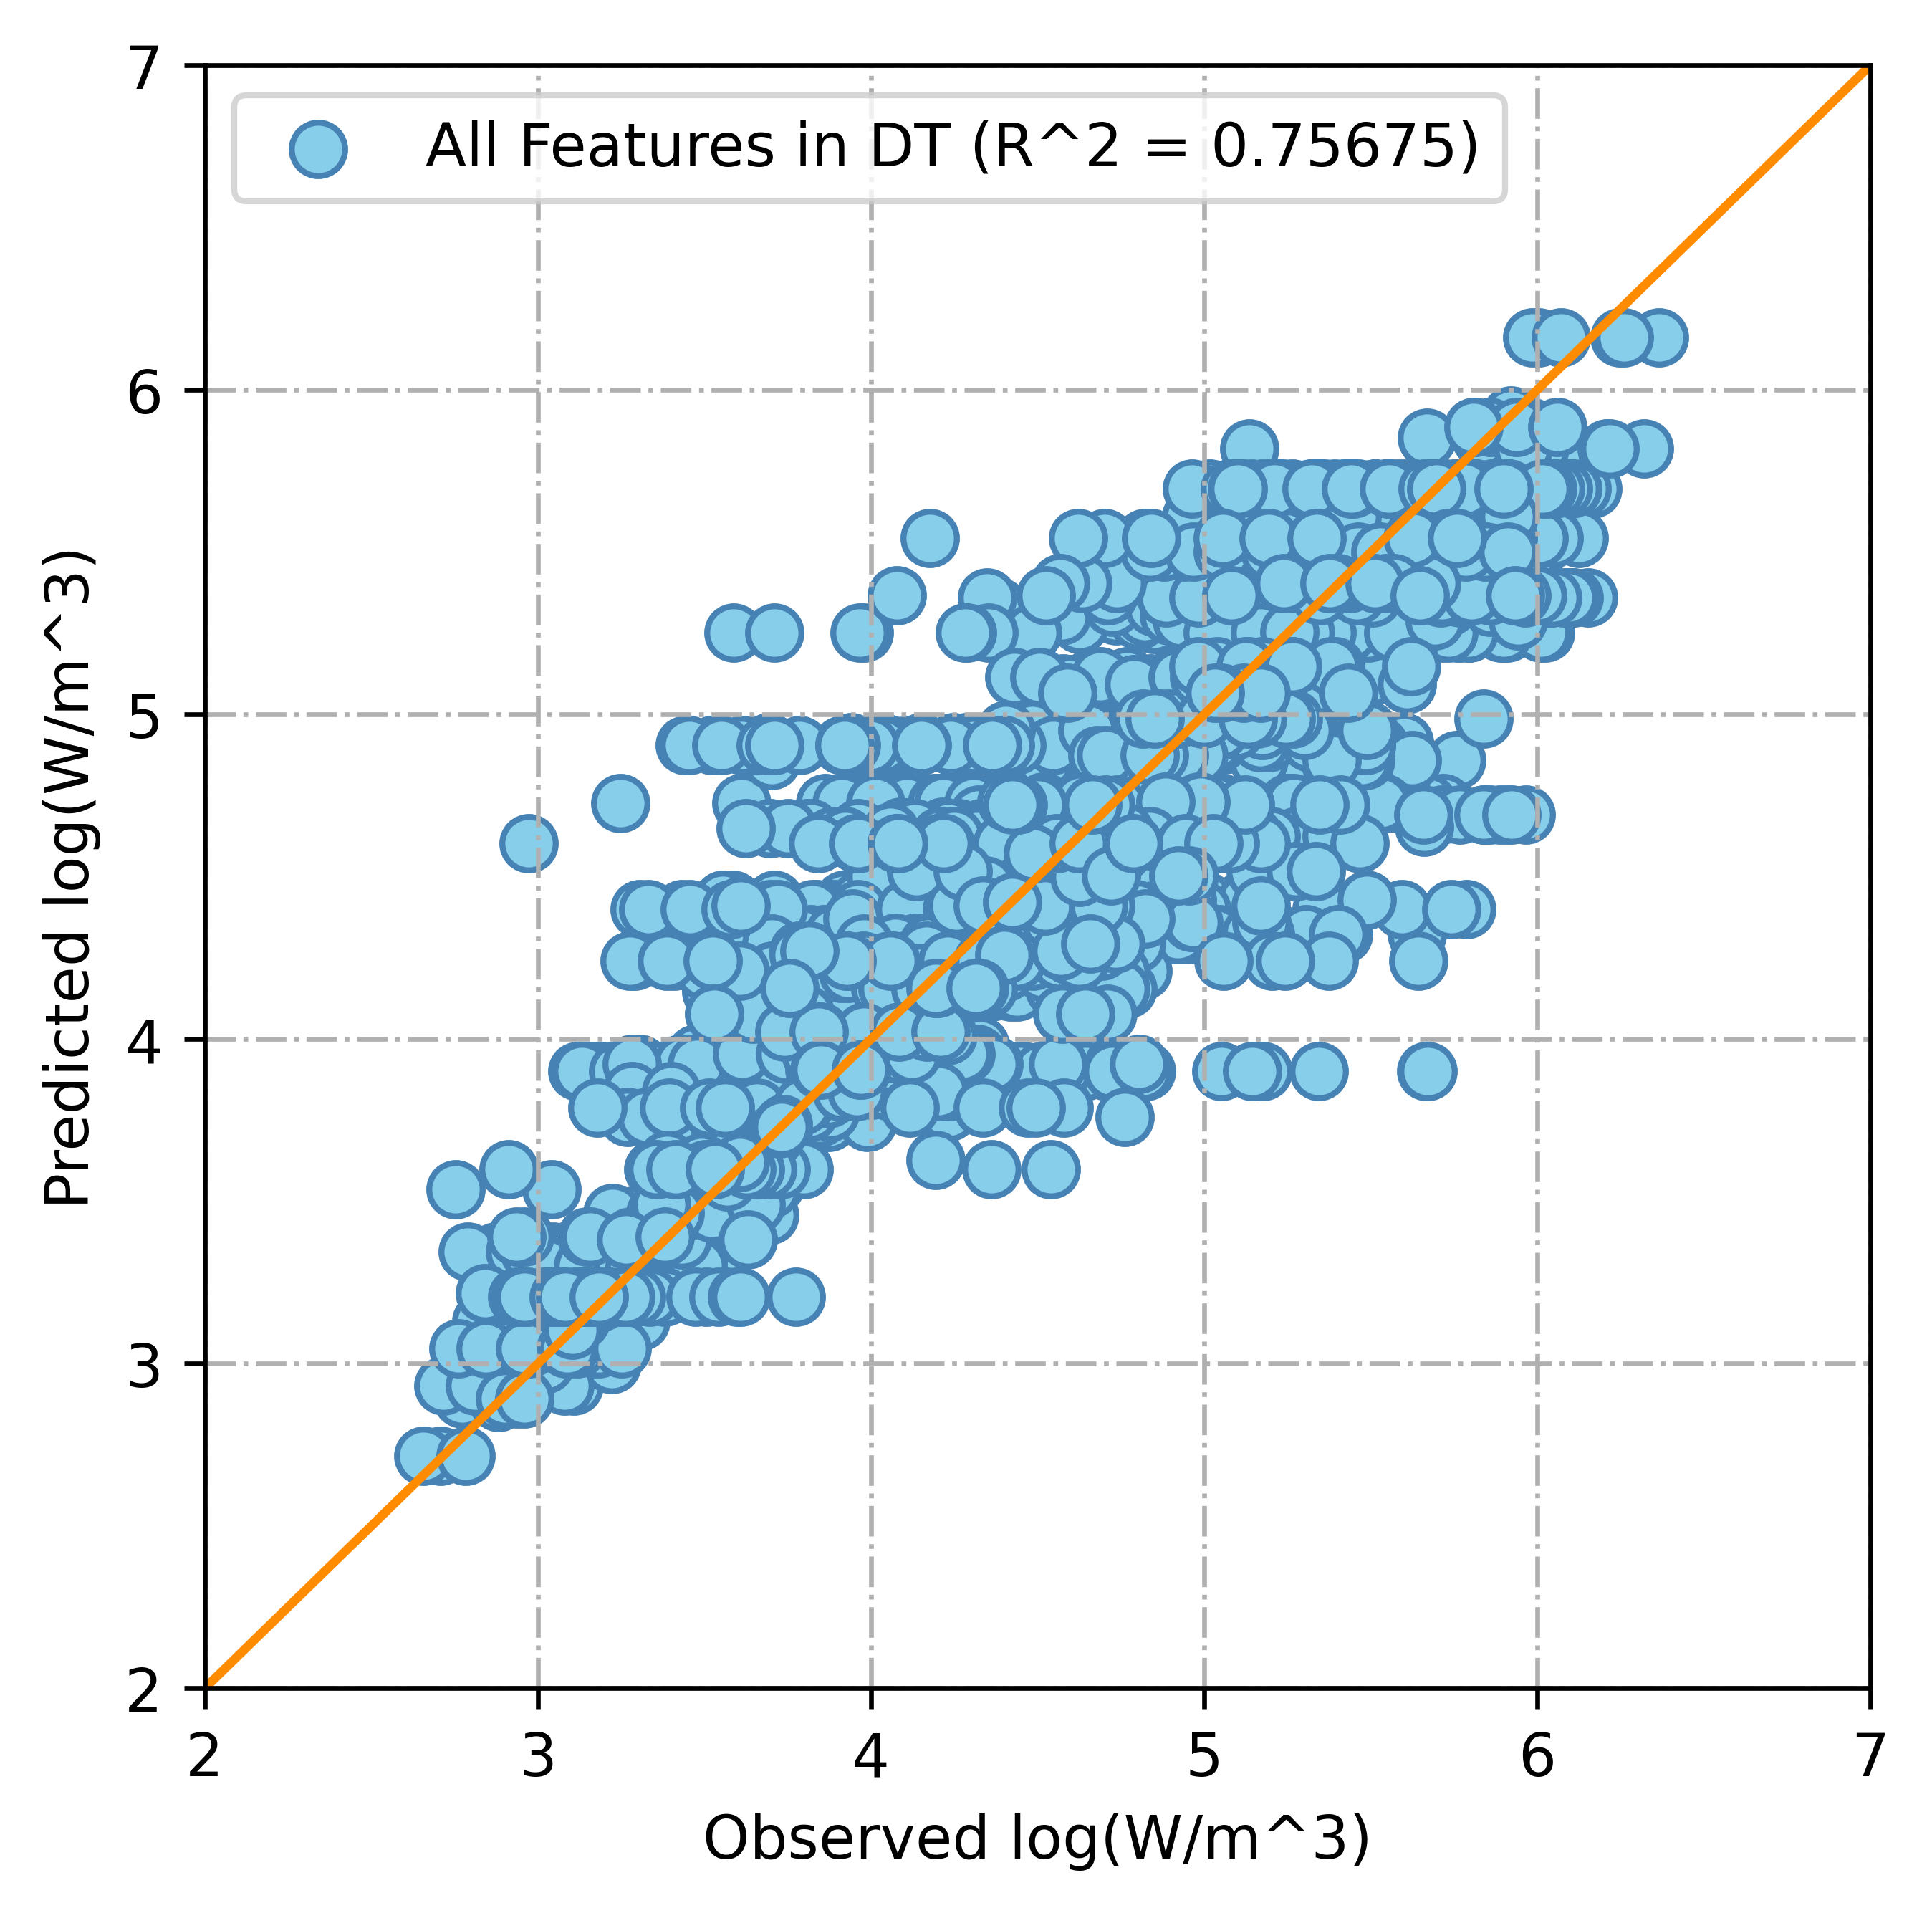 All Features in DT (R^2 = 0.75675)
Predicted log(W/m^3)
7
6
5
4
3
2
2 3 4 5 6 7
Observed log(W/m^3)